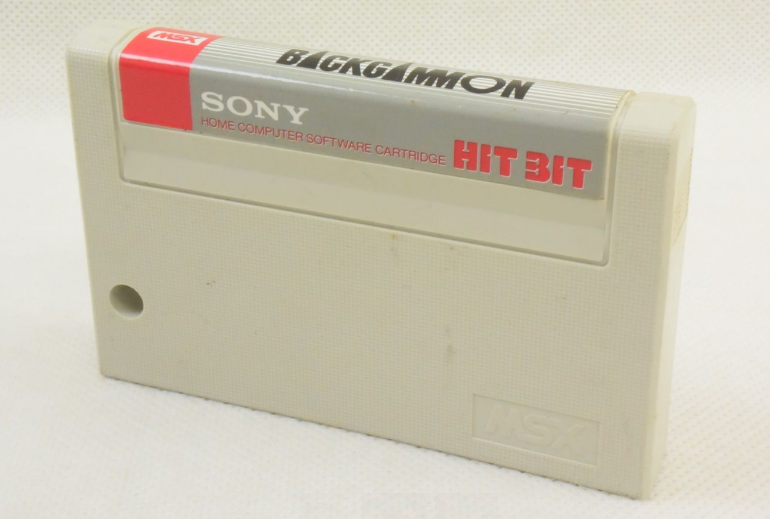 MSX
BACKGAMMON
SONY
HOME COMPUTER SOFTWARE CARTRIDGE
HIT BIT
MSX